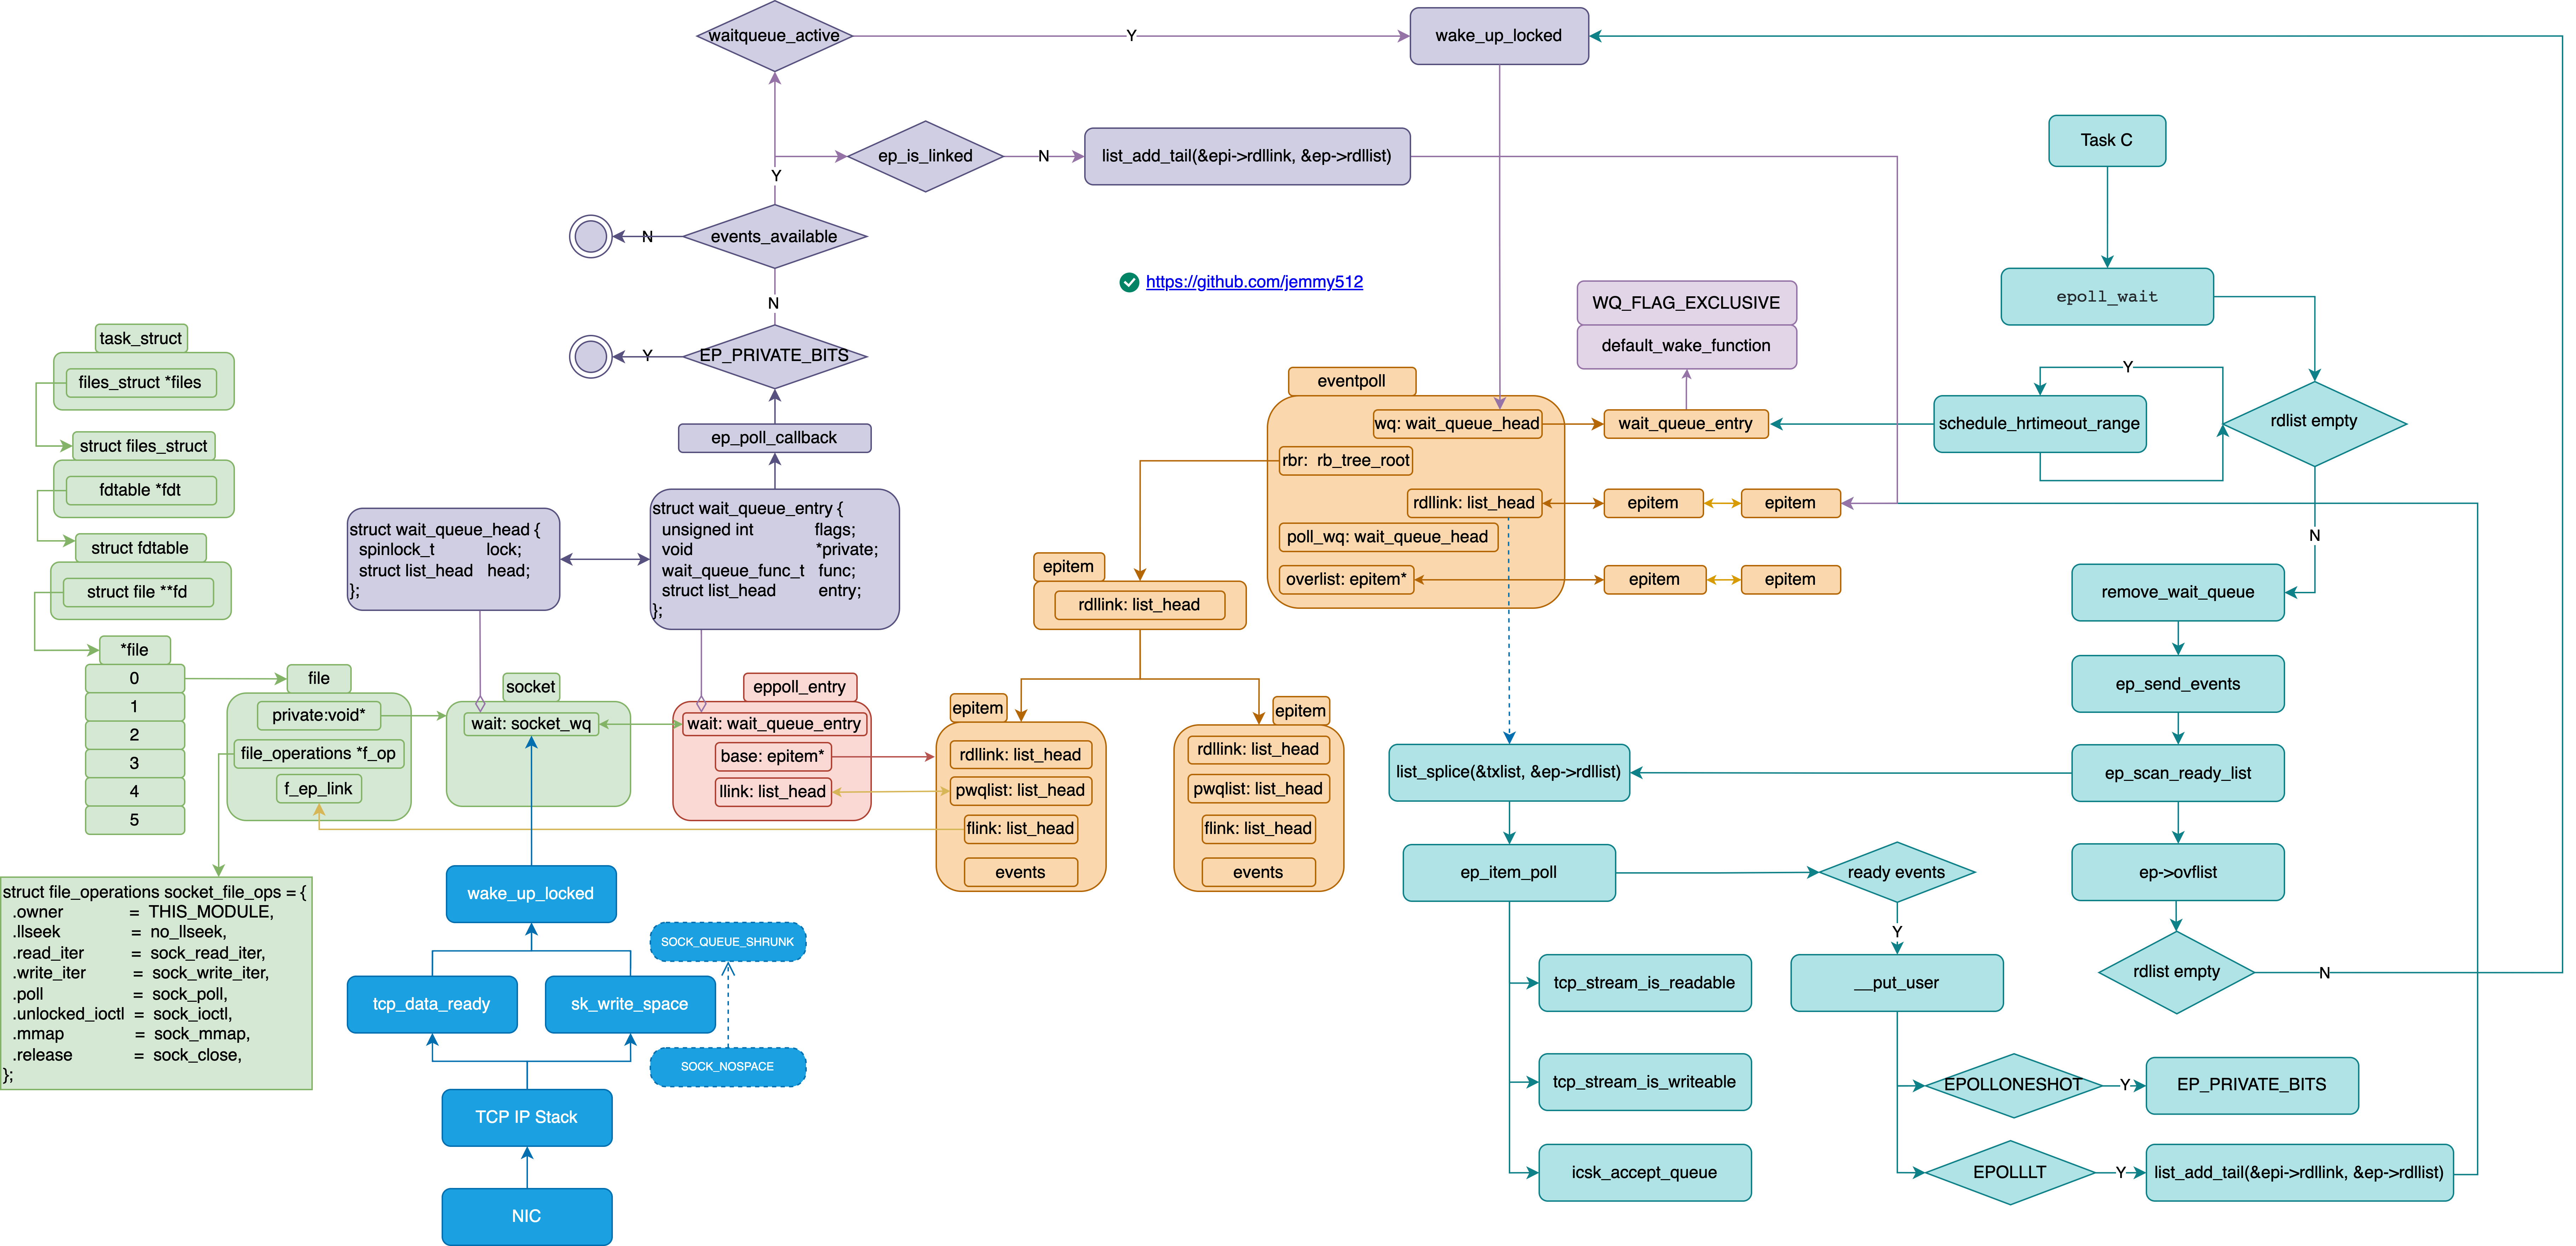 waitqueue_active
Y
wake_up_locked
ep_is_linked
N
list_add_tail(&epi->rdllink, &ep->rdllist)
Y
events_available
N
N
EP_PRIVATE_BITS
Y
ep_poll_callback
https://github.com/jemmy512
Task C
epoll_wait
rdlist empty
Y
schedule_hrtimeout_range
N
remove_wait_queue
ep_send_events
ep_scan_ready_list
ep->ovflist
rdlist empty
N
WQ_FLAG_EXCLUSIVE
default_wake_function
eventpoll
wq: wait_queue_head
wait_queue_entry
rbr: rb_tree_root
rdllink: list_head
epitem
epitem
poll_wq: wait_queue_head
overlist: epitem*
epitem
epitem
task_struct
files_struct *files
struct files_struct
fdtable *fdt
struct fdtable
struct file **fd
*file
0
1
2
3
4
5
file
private:void*
file_operations *f_op
f_ep_link
struct file_operations socket_file_ops = {
.owner = THIS_MODULE,
.llseek = no_llseek,
.read_iter = sock_read_iter,
.write_iter = sock_write_iter,
.poll = sock_poll,
.unlocked_ioctl = sock_ioctl,
.mmap = sock_mmap,
.release = sock_close,
};
struct wait_queue_head {
spinlock_t lock;
struct list_head head;
};
struct wait_queue_entry {
unsigned int flags;
void *private;
wait_queue_func_t func;
struct list_head entry;
};
socket
wait: socket_wq
eppoll_entry
wait: wait_queue_entry
base: epitem*
llink: list_head
epitem
rdllink: list_head
epitem
rdllink: list_head
pwqlist: list_head
flink: list_head
events
epitem
rdllink: list_head
pwqlist: list_head
flink: list_head
events
wake_up_locked
tcp_data_ready
sk_write_space
SOCK_QUEUE_SHRUNK
SOCK_NOSPACE
TCP IP Stack
NIC
list_splice(&txlist, &ep->rdllist)
ep_item_poll
ready events
Y
tcp_stream_is_readable
tcp_stream_is_writeable
icsk_accept_queue
__put_user
EPOLLONESHOT
Y
EP_PRIVATE_BITS
EPOLLLT
Y
list_add_tail(&epi->rdllink, &ep->rdllist)